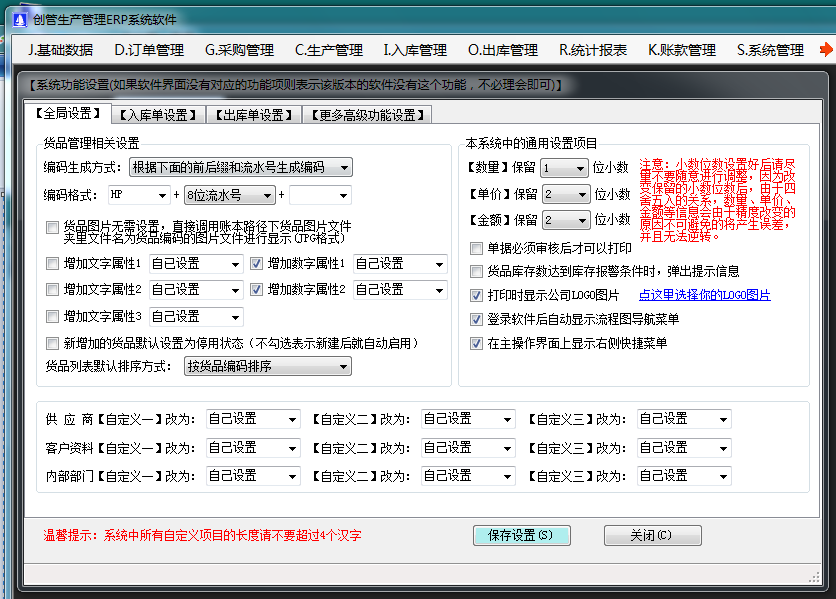 创管生产管理ERP系统软件
J.基础数据 D.订单管理 G.采购管理 C.生产管理 I.入库管理 O.出库管理 R.统计报表 K.账款管理 S.系统管理
【系统功能设置(如果软件界面没有对应的功能项则表示该版本的软件没有这个功能，不必理会即可)】
【全局设置】 【入库单设置】 【出库单设置】 【更多高级功能设置】
货品管理相关设置
编码生成方式: 根据下面的前后缀和流水号生成编码
编码格式: HP + 8位流水号 +
货品图片无需设置，直接调用账本路径下货品图片文件
夹里文件名为货品编码的图片文件进行显示(JPG格式)
增加文字属性1 自己设置 增加数字属性1 自己设置
增加文字属性2 自己设置 增加数字属性2 自己设置
增加文字属性3 自己设置
新增加的货品默认设置为停用状态（不勾选表示新建后就自动启用）
货品列表默认排序方式: 按货品编码排序
本系统中的通用设置项目
【数量】保留 1 位小数
【单价】保留 2 位小数
【金额】保留 2 位小数
注意: 小数位数设置好后请尽
量不要随意进行调整，因为改
变保留的小数位数后，由于四
舍五入的关系，数量、单价、
金额等信息会由于精度改变的
原因不可避免的将产生误差，
并且无法逆转。
单据必须审核后才可以打印
货品库存数达到库存报警条件时，弹出提示信息
打印时显示公司LOGO图片 点这里选择你的LOGO图片
登录软件后自动显示流程图导航菜单
在主操作界面上显示右侧快捷菜单
供 应 商【自定义一】改为: 自己设置 【自定义二】改为: 自己设置 【自定义三】改为: 自己设置
客户资料【自定义一】改为: 自己设置 【自定义二】改为: 自己设置 【自定义三】改为: 自己设置
内部部门【自定义一】改为: 自己设置 【自定义二】改为: 自己设置 【自定义三】改为: 自己设置
温馨提示: 系统中所有自定义项目的长度请不要超过4个汉字
保存设置(S) 关闭(C)